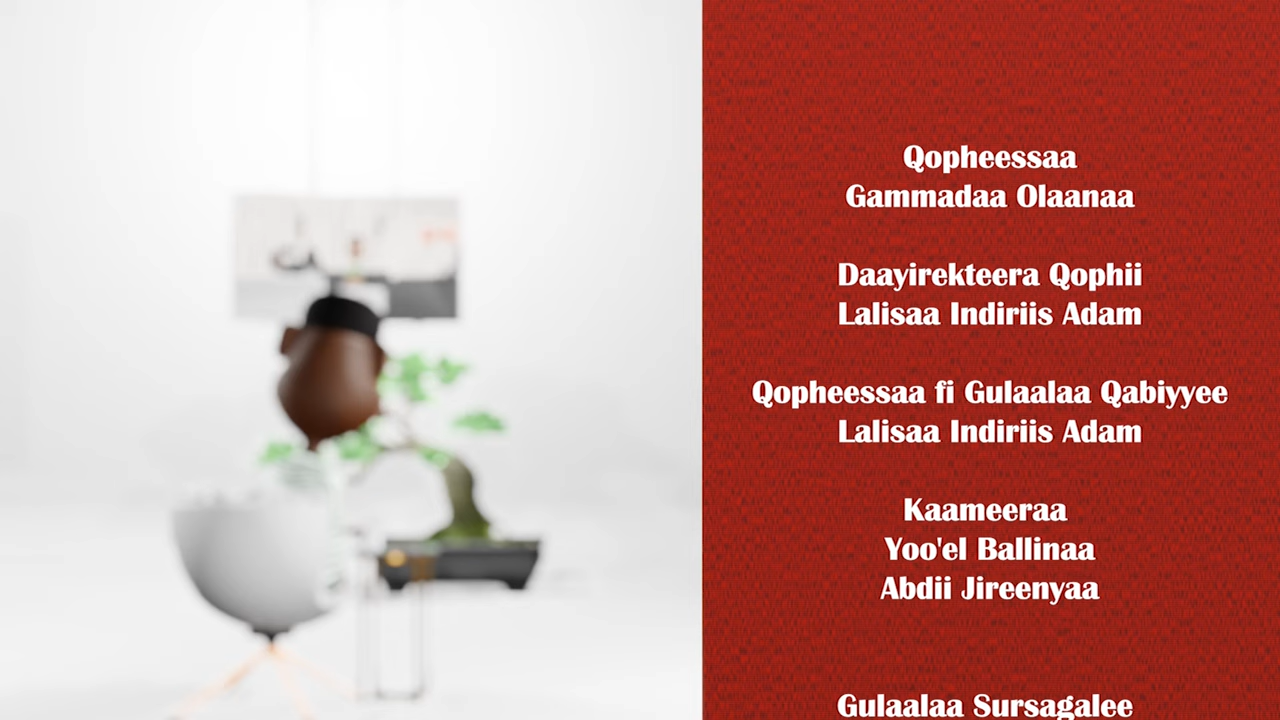 Qopheessaa
Gammadaa Olaanaa
Daayirekteera Qophii
Lalisaa Indiriis Adam
Qopheessaa fi Gulaalaa Qabiyyee
Lalisaa Indiriis Adam
Kaameeraa
Yoo'el Ballinaa
Abdii Jireenyaa
Gulaalaa Sursagalee